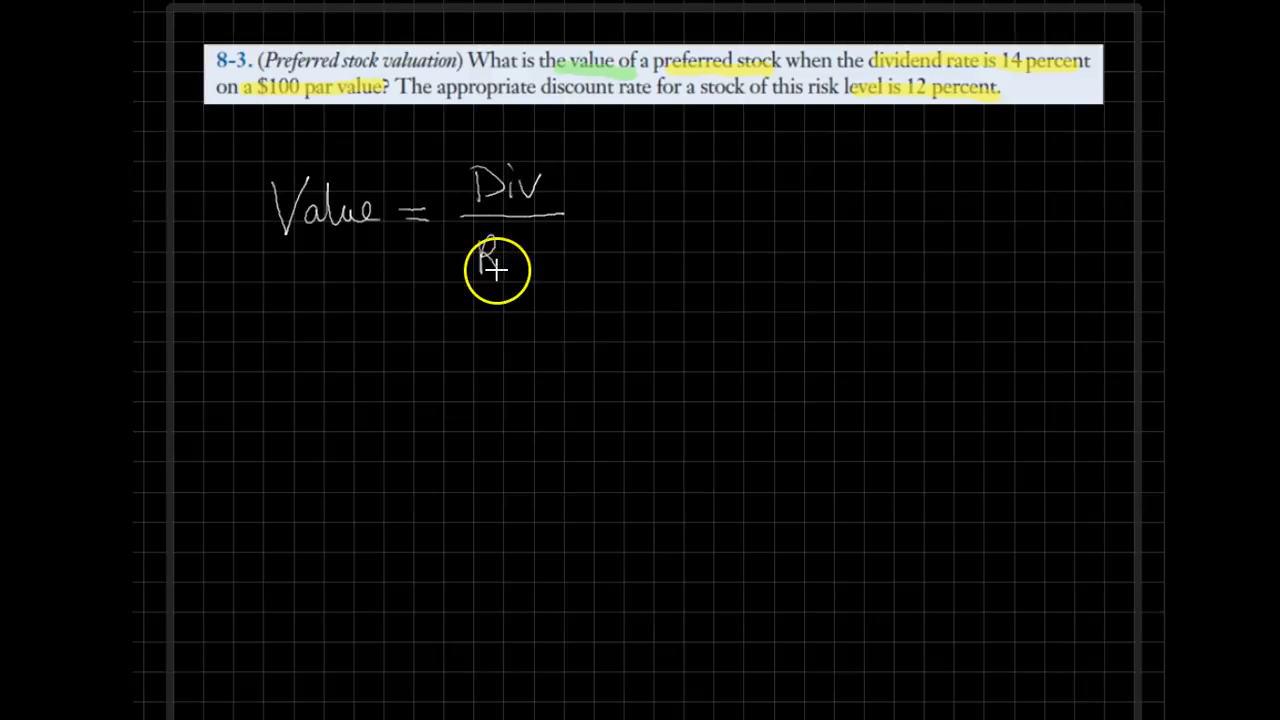 8-3. (Preferred stock valuation) What is the value of a preferred stock when the dividend rate is 14 percent
on a $100 par value? The appropriate discount rate for a stock of this risk level is 12 percent.
Value = Div
R